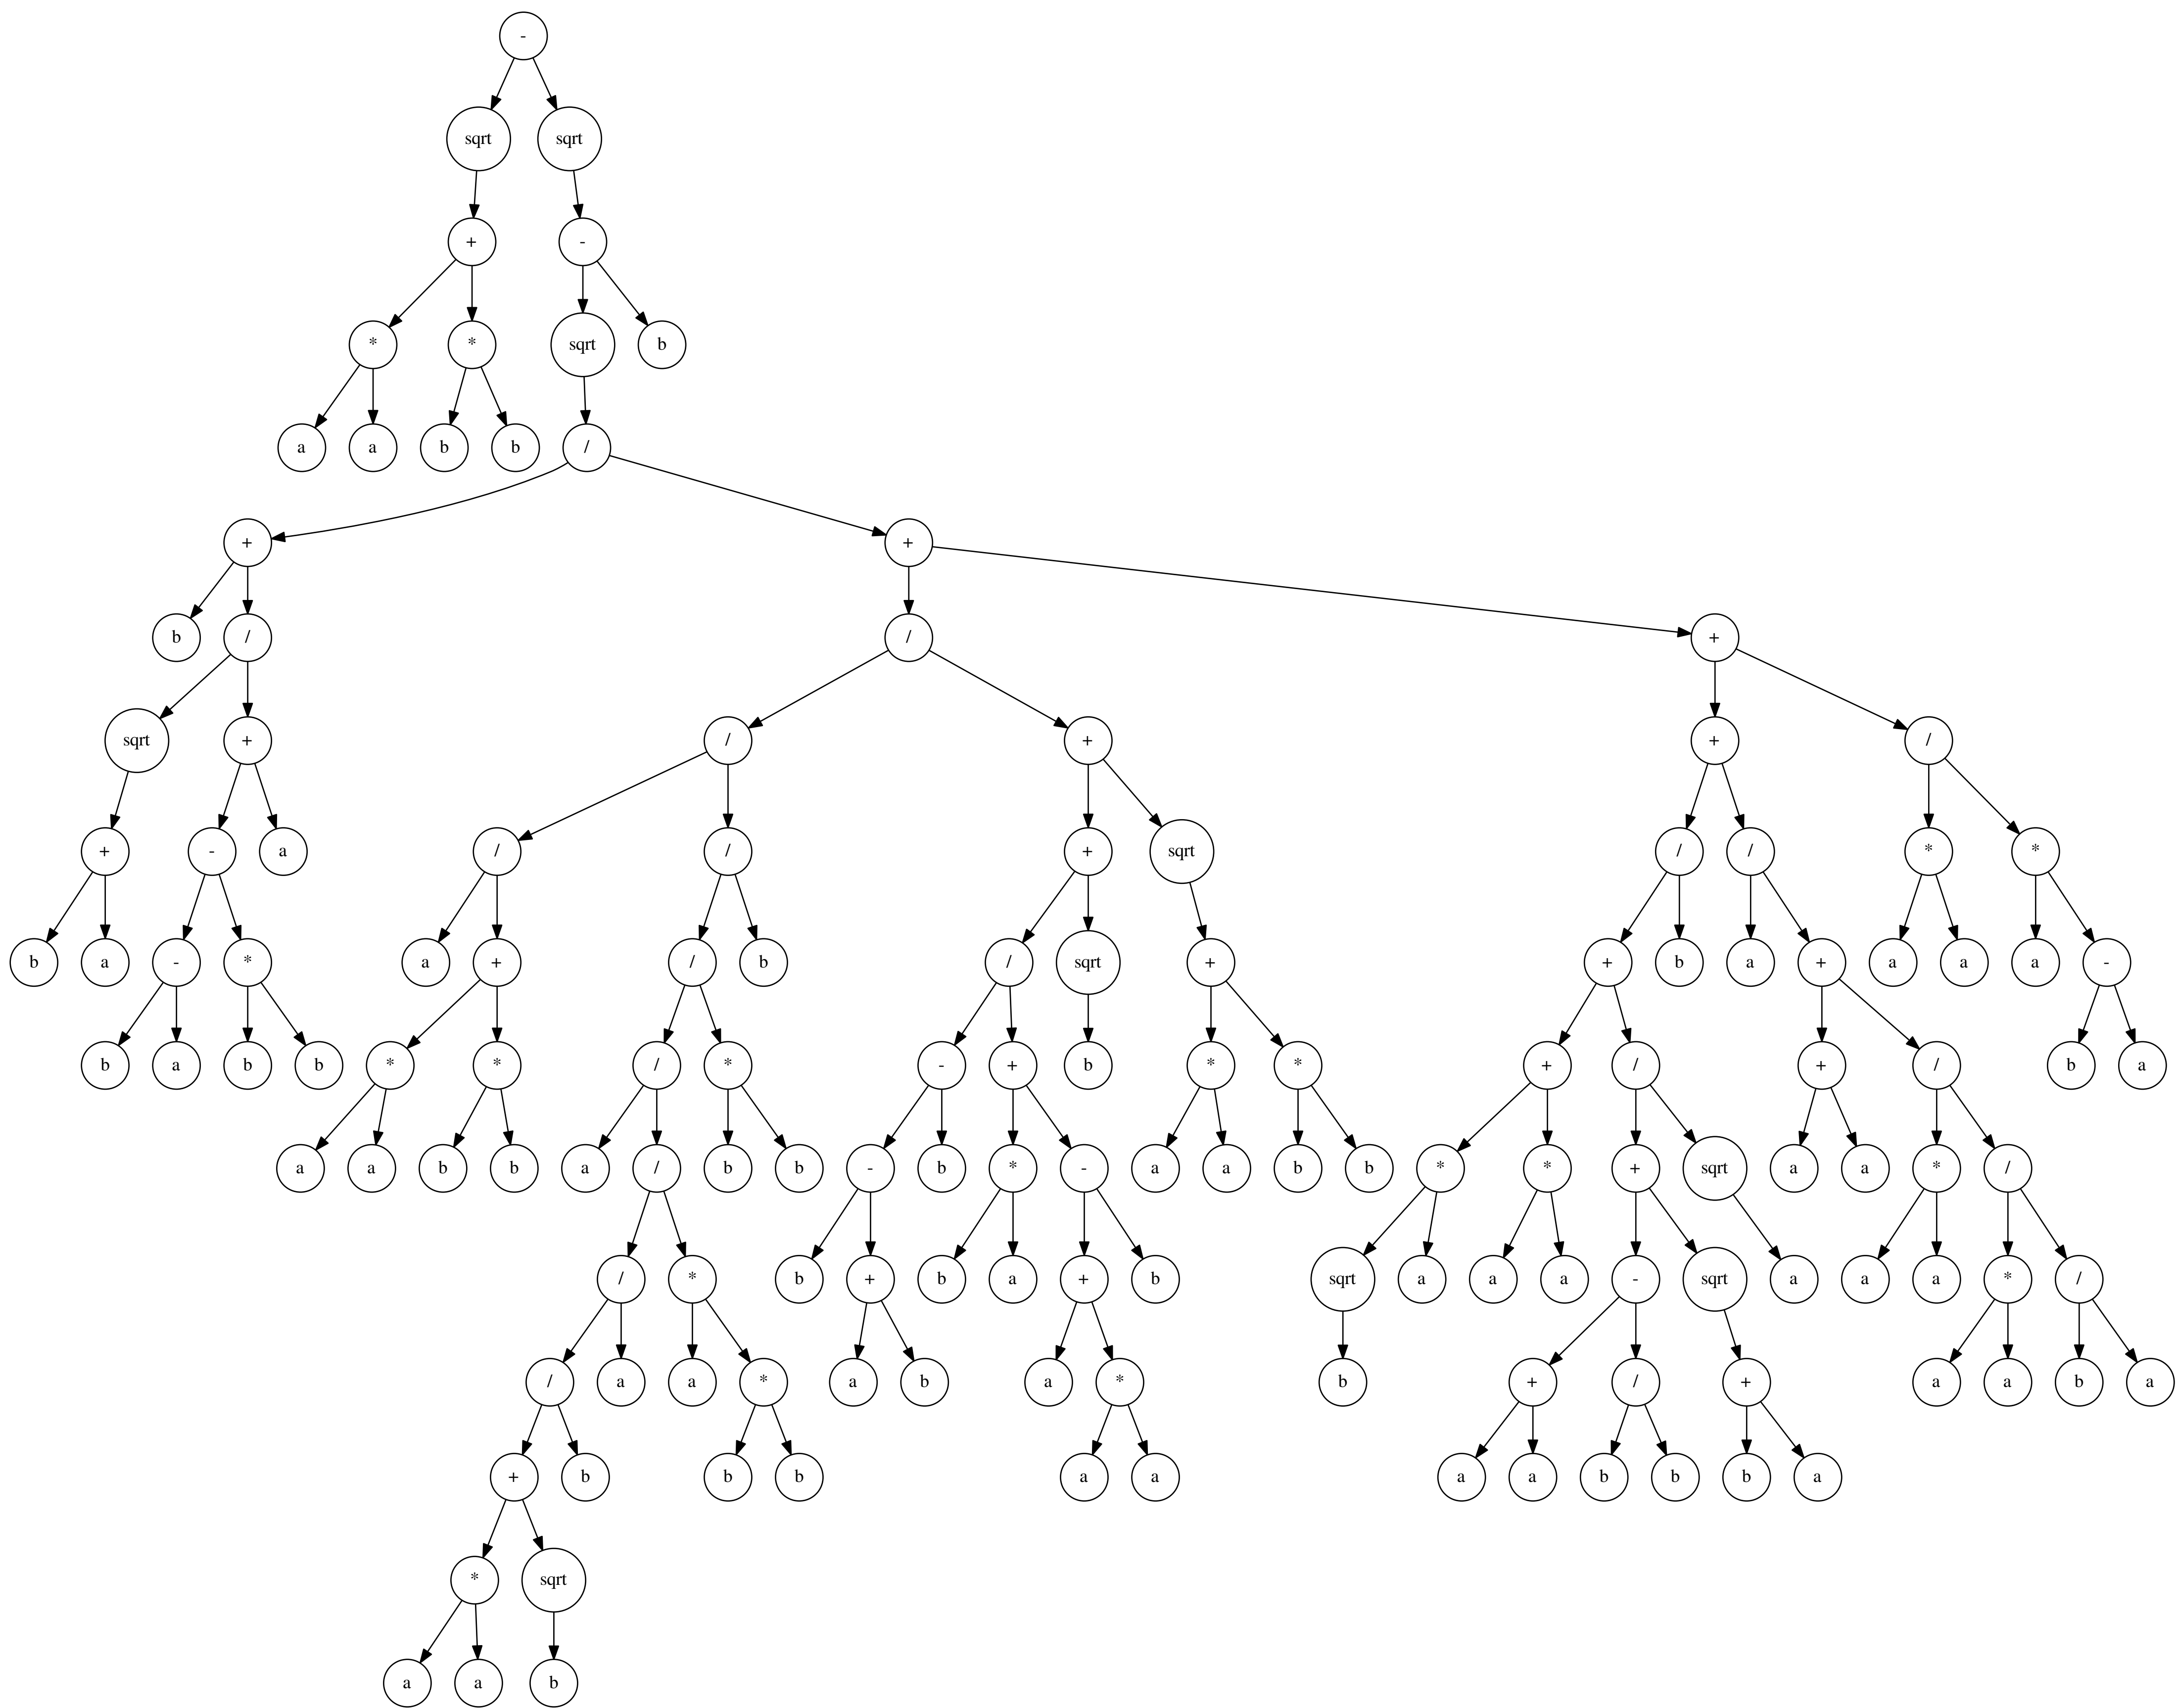 -
sqrt sqrt
+ -
* * sqrt b
a a b b /
+ +
b / / +
sqrt + / + + /
+ - a / / + sqrt / / * *
b a - * a + / b / sqrt + + b a + a a a -
b a b b * * / * - + b * * + / + / b a
a a b b a / b b - b * - a a b b * * + sqrt a a * /
/ * b + b a + b sqrt a a a - sqrt a a a * /
/ a a * a b a * b + / + a a b a
+ b b b a a a a b b b a
* sqrt
a a b